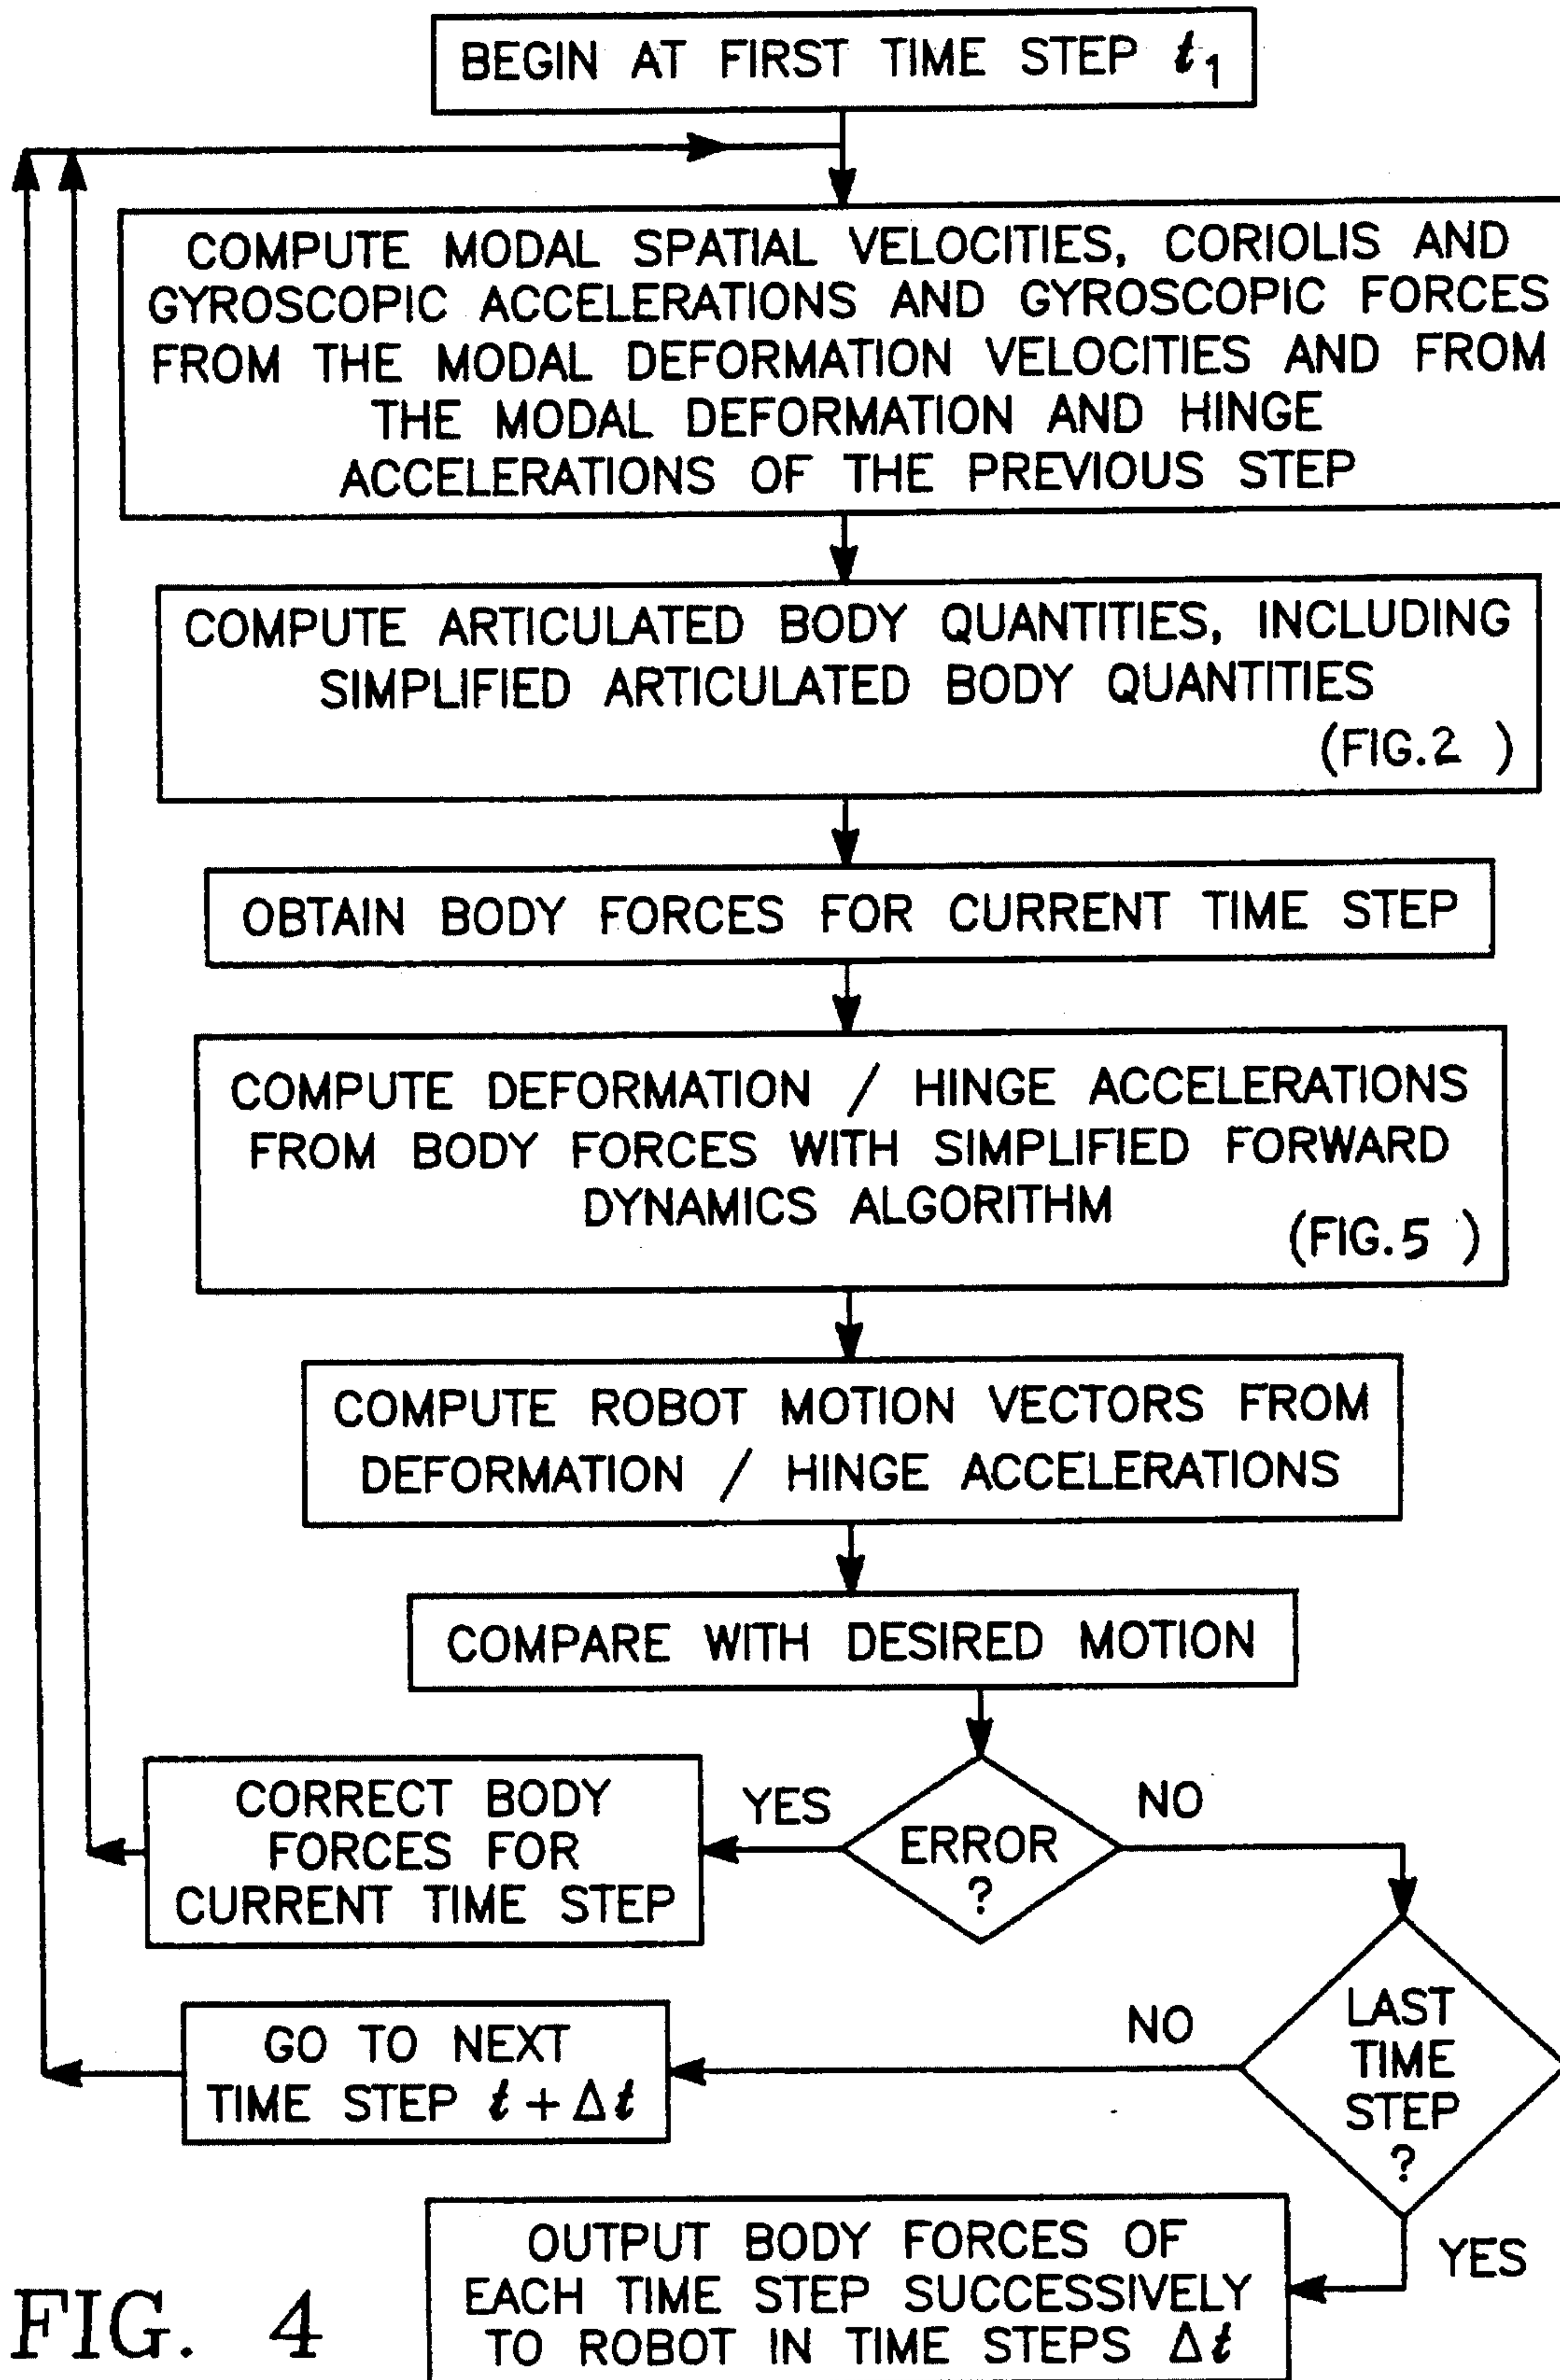 BEGIN AT FIRST TIME STEP t1
COMPUTE MODAL SPATIAL VELOCITIES, CORIOLIS AND
GYROSCOPIC ACCELERATIONS AND GYROSCOPIC FORCES
FROM THE MODAL DEFORMATION VELOCITIES AND FROM
THE MODAL DEFORMATION AND HINGE
ACCELERATIONS OF THE PREVIOUS STEP
COMPUTE ARTICULATED BODY QUANTITIES, INCLUDING
SIMPLIFIED ARTICULATED BODY QUANTITIES
(FIG.2 )
OBTAIN BODY FORCES FOR CURRENT TIME STEP
COMPUTE DEFORMATION / HINGE ACCELERATIONS
FROM BODY FORCES WITH SIMPLIFIED FORWARD
DYNAMICS ALGORITHM
(FIG.5 )
COMPUTE ROBOT MOTION VECTORS FROM
DEFORMATION / HINGE ACCELERATIONS
COMPARE WITH DESIRED MOTION
CORRECT BODY
FORCES FOR
CURRENT TIME STEP
YES
ERROR
?
NO
GO TO NEXT
TIME STEP t + Δt
NO
LAST
TIME
STEP
?
YES
OUTPUT BODY FORCES OF
EACH TIME STEP SUCCESSIVELY
TO ROBOT IN TIME STEPS Δt
FIG. 4